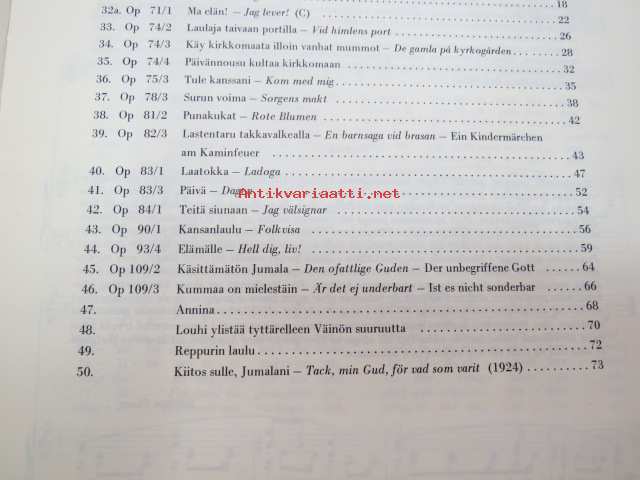 18
32a. Op 71/1 Ma elän! – Jag lever! (C) 22
33. Op 74/2 Laulaja taivaan portilla – Vid himlens port 26
34. Op 74/3 Käy kirkkomaata illoin vanhat mummot – De gamla på kyrkogården 28
35. Op 74/4 Päivännousu kultaa kirkkomaan 32
36. Op 75/3 Tule kanssani – Kom med mig 35
37. Op 78/3 Surun voima – Sorgens makt 38
38. Op 81/2 Punakukat – Rote Blumen 42
39. Op 82/3 Lastentaru takkavalkealla – En barnsaga vid brasan – Ein Kindermärchen
am Kaminfeuer 43
40. Op 83/1 Laatokka – Ladoga 47
41. Op 83/3 Päivä – 52
Antikvariaatti.net
42. Op 84/1 Teitä siunaan – Jag välsignar 54
43. Op 90/1 Kansanlaulu – Folkvisa 56
44. Op 93/4 Elämälle – Hell dig, liv! 59
45. Op 109/2 Käsittämätön Jumala – Den ofattlige Guden – Der unbegriffene Gott 64
46. Op 109/3 Kummaa on mielestäin – Är det ej underbart – Ist es nicht sonderbar 66
47. Annina 68
48. Louhi ylistää tyttärelleen Väinön suuruutta 70
49. Reppurin laulu 72
50. Kiitos sulle, Jumalani – Tack, min Gud, för vad som varit (1924) 73